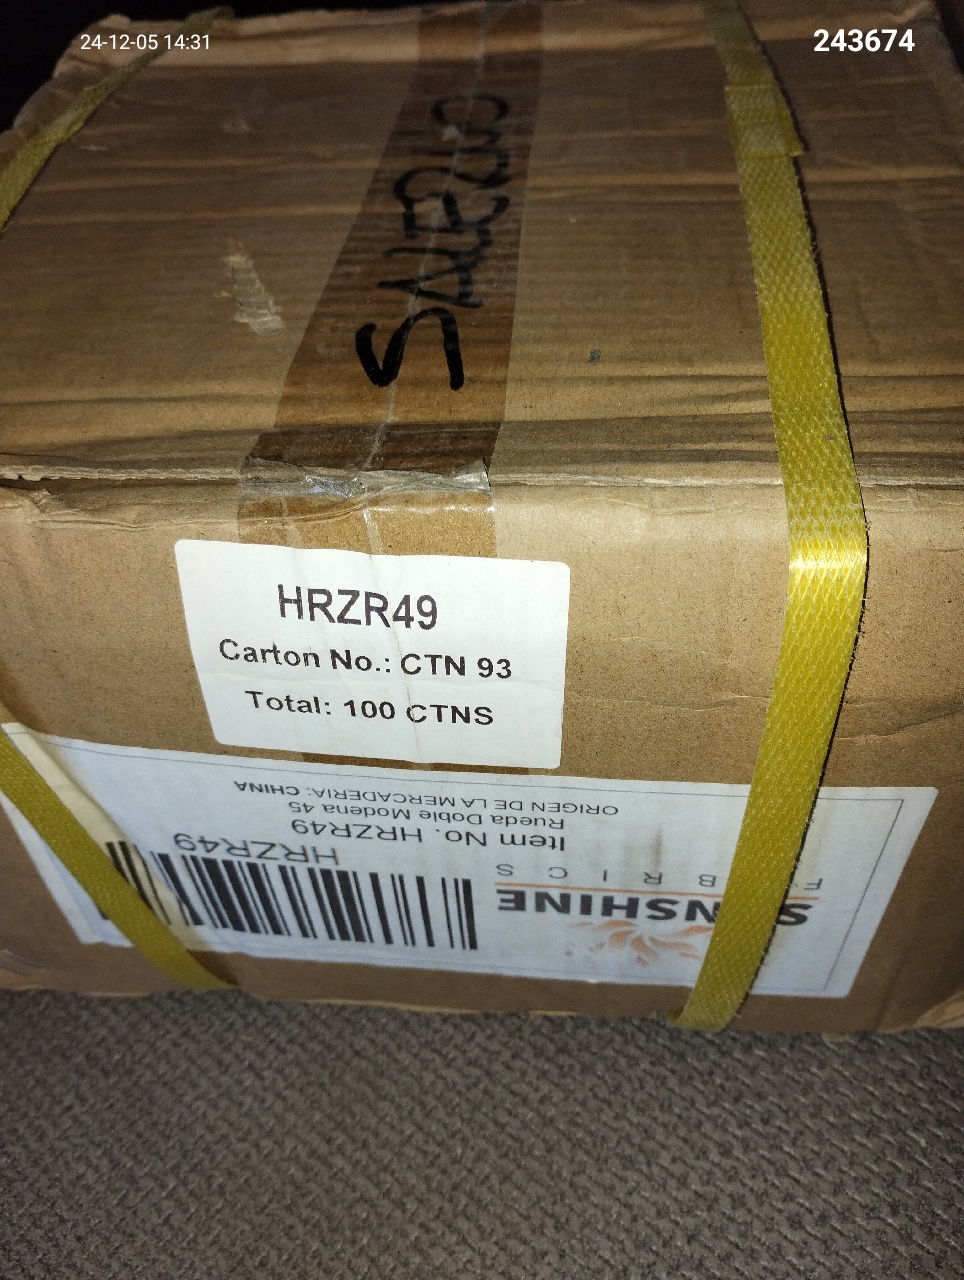 24-12-05 14:31
243674
HRZR49
Carton No.: CTN 93
Total: 100 CTNS
SUNSHINE
FABRICS
HRZR49
Item No. HRZR49
Rueda Doble Modena 45
ORIGEN DE LA MERCADERIA: CHINA